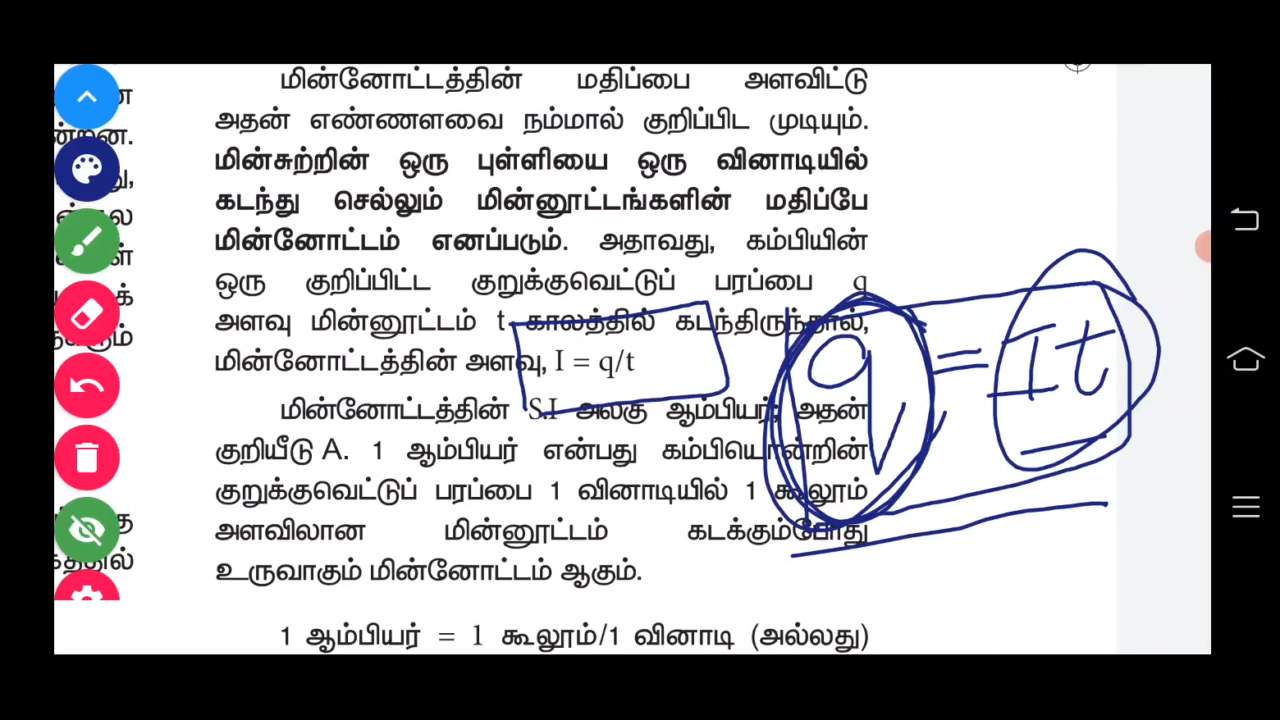 மின்னோட்டத்தின் மதிப்பை அளவிட்டு
அதன் எண்ணளவை நம்மால் குறிப்பிட முடியும்.
மின்சுற்றின் ஒரு புள்ளியை ஒரு வினாடியில்
கடந்து செல்லும் மின்னூட்டங்களின் மதிப்பே
மின்னோட்டம் எனப்படும். அதாவது, கம்பியின்
ஒரு குறிப்பிட்ட குறுக்குவெட்டுப் பரப்பை q
அளவு மின்னூட்டம் t காலத்தில் கடந்திருந்தால்,
மின்னோட்டத்தின் அளவு, I = q/t
q = It
மின்னோட்டத்தின் S.I அலகு ஆம்பியர்; அதன்
குறியீடு A. 1 ஆம்பியர் என்பது கம்பியொன்றின்
குறுக்குவெட்டுப் பரப்பை 1 வினாடியில் 1 கூலூம்
அளவிலான மின்னூட்டம் கடக்கும்போது
உருவாகும் மின்னோட்டம் ஆகும்.
1 ஆம்பியர் = 1 கூலூம்/1 வினாடி (அல்லது)